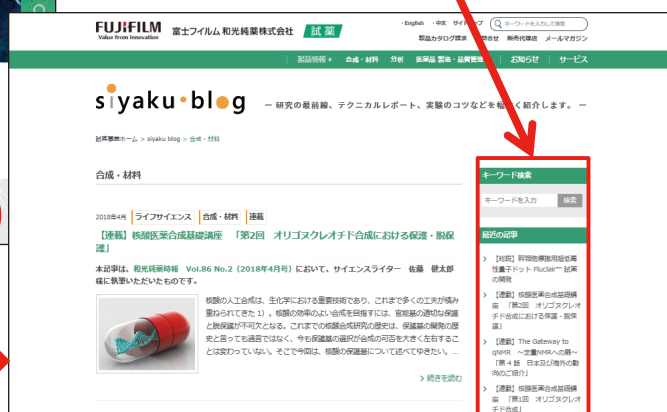 FUJIFILM
Value from Innovation
富士フイルム 和光純薬株式会社
試薬
English ・中文
キーワードを入力して検索
製品カタログ請求
販売代理店 メールマガジン
製品情報 合成・材料 分析 医薬品 製造・品質管 お知らせ サービス
siyaku・blog
― 研究の最前線、テクニカルレポート、実験のコツなどを幅 く紹介します。 ―
試薬事業ホーム > siyaku blog > 合成・材料
合成・材料
2018年4月 ライフサイエンス 合成・材料 連載
【連載】核酸医薬合成基礎講座 「第2回 オリゴヌクレオチド合成における保護・脱保
護」
本記事は、和光純薬時報 Vol.86 No.2（2018年4月号）において、サイエンスライター 佐藤 健太郎
様に執筆いただいたものです。
核酸の人工合成は、生化学における重要技術であり、これまで多くの工夫が積み
重ねられてきた 1）。核酸の効率のよい合成を目指すには、官能基の適切な保護
と脱保護が不可欠となる。これまでの核酸合成研究の歴史は、保護基の開発の歴
史と言っても過言ではなく、今も保護基の選択が合成の可否を大きく左右するこ
とは変わっていない。そこで今回は、核酸の保護基について述べてゆきたい。…
> 続きを読む
キーワード検索
キーワードを入力 検索
最近の記事
> 【総説】幹細胞標識用超低毒
性量子ドット Fluclair™ 試薬
の開発
> 【連載】核酸医薬合成基礎講
座 「第2回 オリゴヌクレオ
チド合成における保護・脱保
護」
> 【連載】The Gateway to
qNMR ～定量NMRへの扉～
「第 4 話 日本及び海外の動
向のご紹介」
> 【連載】核酸医薬合成基礎講
座 「第1回 オリゴヌクレオ
チド合成」